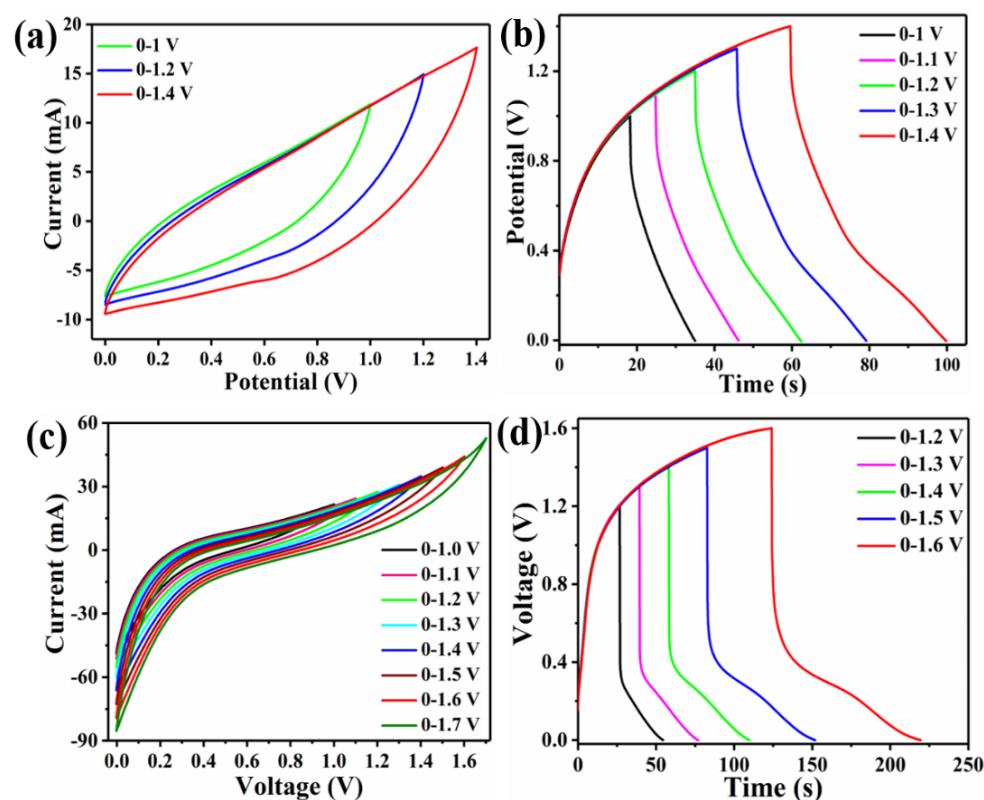 (a)
20
15
10
5
0
-5
-10
0.0 0.2 0.4 0.6 0.8 1.0 1.2 1.4
Current (mA)
Potential (V)
0-1 V
0-1.2 V
0-1.4 V
(b)
1.2
0.8
0.4
0.0
0 20 40 60 80 100
Potential (V)
Time (s)
0-1 V
0-1.1 V
0-1.2 V
0-1.3 V
0-1.4 V
(c)
60
30
0
-30
-60
-90
0.0 0.2 0.4 0.6 0.8 1.0 1.2 1.4 1.6
Current (mA)
Voltage (V)
0-1.0 V
0-1.1 V
0-1.2 V
0-1.3 V
0-1.4 V
0-1.5 V
0-1.6 V
0-1.7 V
(d)
1.6
1.2
0.8
0.4
0.0
0 50 100 150 200 250
Voltage (V)
Time (s)
0-1.2 V
0-1.3 V
0-1.4 V
0-1.5 V
0-1.6 V